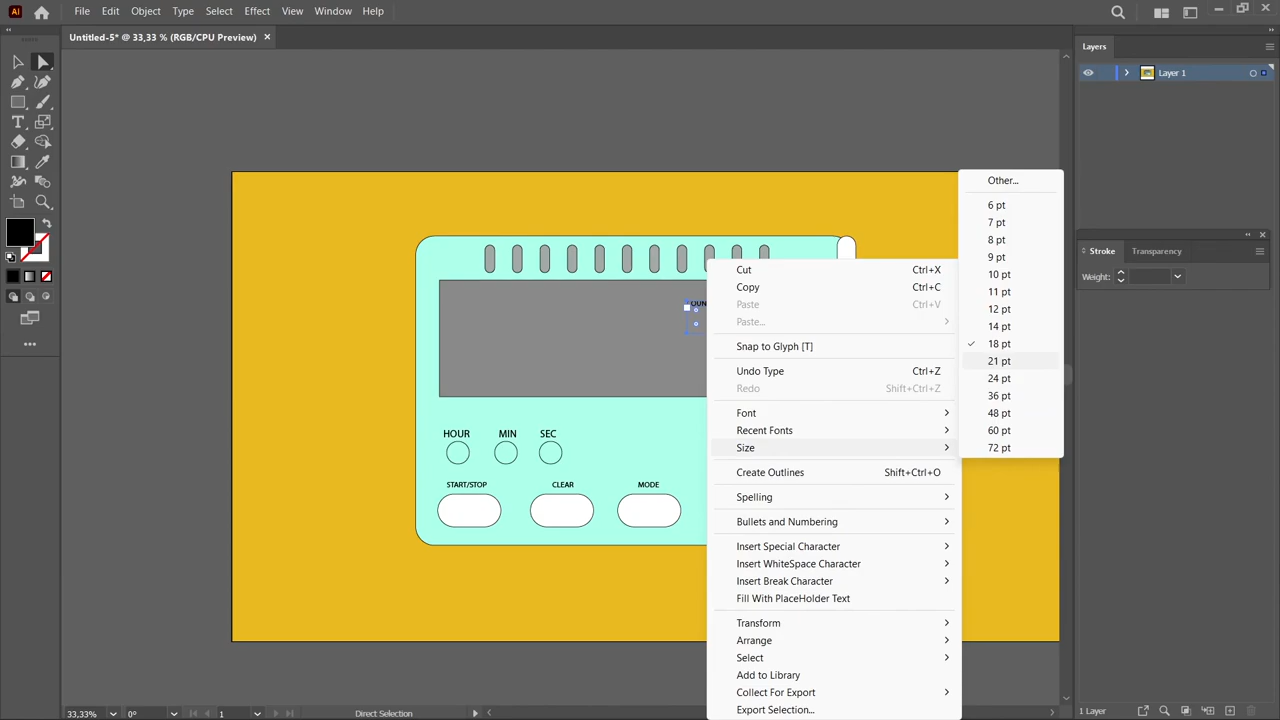 Ai File Edit Object Type Select Effect View Window Help
Untitled-5* @ 33,33 % (RGB/CPU Preview) ×
Layers
Layer 1
Other...
6 pt
7 pt
8 pt
9 pt
10 pt
11 pt
12 pt
14 pt
18 pt
21 pt
24 pt
36 pt
48 pt
60 pt
72 pt
Stroke Transparency
Weight:
Cut Ctrl+X
Copy Ctrl+C
Paste Ctrl+V
Paste...
Snap to Glyph [T]
Undo Type Ctrl+Z
Redo Shift+Ctrl+Z
Font
Recent Fonts
Size
Create Outlines Shift+Ctrl+O
Spelling
Bullets and Numbering
Insert Special Character
Insert WhiteSpace Character
Insert Break Character
Fill With PlaceHolder Text
Transform
Arrange
Select
Add to Library
Collect For Export
Export Selection...
HOUR MIN SEC
START/STOP CLEAR MODE
33,33% 0° 1 Direct Selection
1 Layer